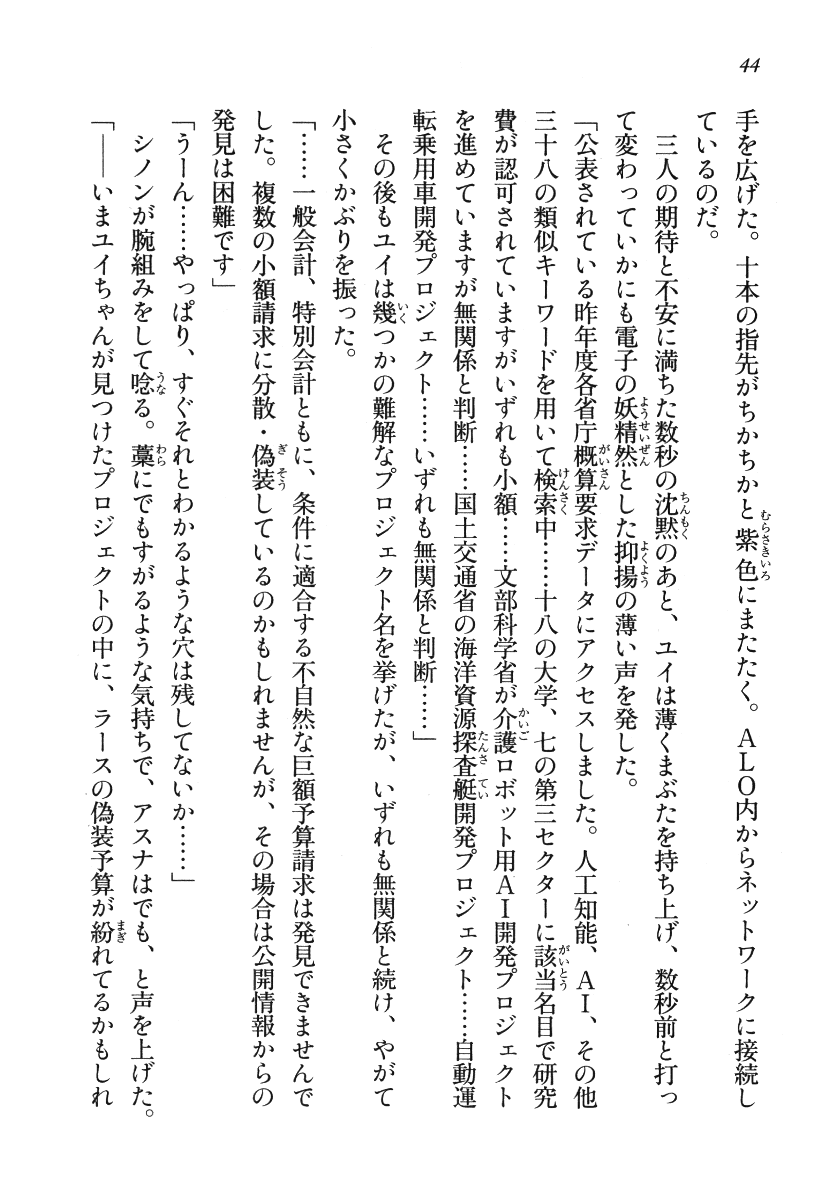 44
手を広げた。十本の指先がちかちかと紫色にまたたく。ＡＬＯ内からネットワークに接続し
ているのだ。
　三人の期待と不安に満ちた数秒の沈黙のあと、ユイは薄くまぶたを持ち上げ、数秒前と打っ
て変わっていかにも電子の妖精然とした抑揚の薄い声を発した。
「公表されている昨年度各省庁概算要求データにアクセスしました。人工知能、ＡＩ、その他
三十八の類似キーワードを用いて検索中……十八の大学、七の第三セクターに該当名目で研究
費が認可されていますがいずれも小額……文部科学省が介護ロボット用ＡＩ開発プロジェクト
を進めていますが無関係と判断……国土交通省の海洋資源探査艇開発プロジェクト……自動運
転乗用車開発プロジェクト……いずれも無関係と判断……」
　その後もユイは幾つかの難解なプロジェクト名を挙げたが、いずれも無関係と続け、やがて
小さくかぶりを振った。
「……一般会計、特別会計ともに、条件に適合する不自然な巨額予算請求は発見できませんで
した。複数の小額請求に分散・偽装しているのかもしれませんが、その場合は公開情報からの
発見は困難です」
「うーん……やっぱり、すぐそれとわかるような穴は残してないか……」
　シノンが腕組みをして唸る。藁にでもすがるような気持ちで、アスナはでも、と声を上げた。
「――いまユイちゃんが見つけたプロジェクトの中に、ラースの偽装予算が紛れてるかもしれ